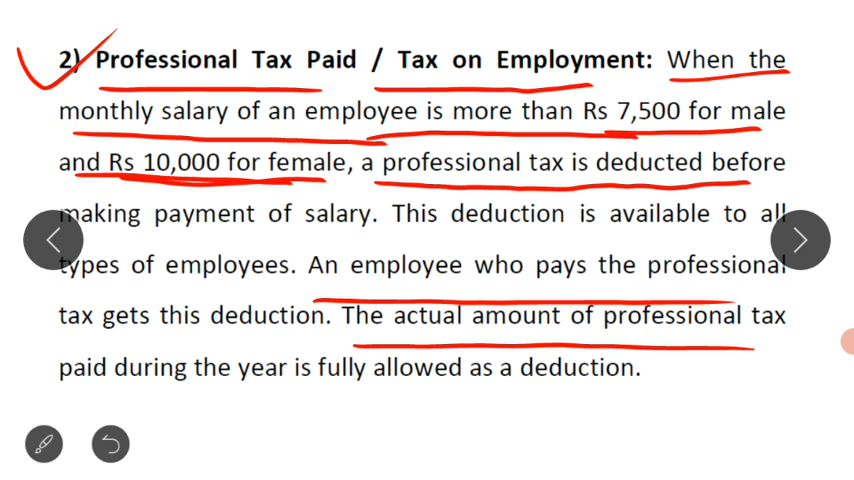 2) Professional Tax Paid / Tax on Employment: When the
monthly salary of an employee is more than Rs 7,500 for male
and Rs 10,000 for female, a professional tax is deducted before
making payment of salary. This deduction is available to all
types of employees. An employee who pays the professional
tax gets this deduction. The actual amount of professional tax
paid during the year is fully allowed as a deduction.